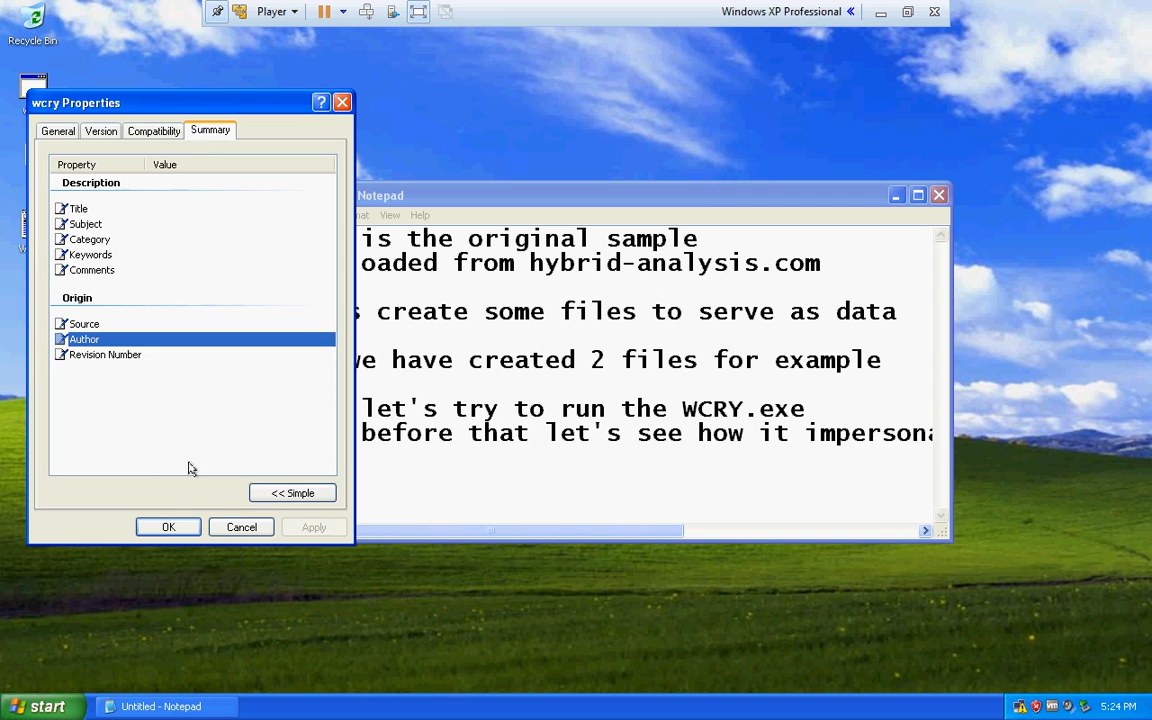 Player
Windows XP Professional
Recycle Bin
wcry Properties
General
Version
Compatibility
Summary
Property
Value
Description
Title
Subject
Category
Keywords
Comments
Origin
Source
Author
Revision Number
<< Simple
OK
Cancel
Apply
Notepad
View
Help
is the original sample
oaded from hybrid-analysis.com
create some files to serve as data
we have created 2 files for example
let's try to run the WCRY.exe
before that let's see how it impersona
start
Untitled - Notepad
5:24 PM